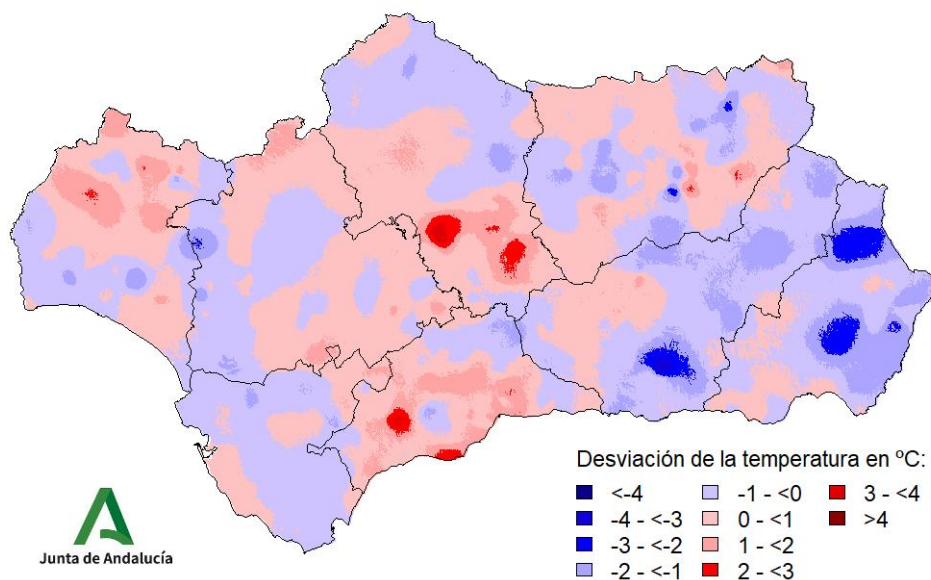 Desviación de la temperatura en ºC:
<-4
-4 - <-3
-3 - <-2
-2 - <-1
-1 - <0
0 - <1
1 - <2
2 - <3
3 - <4
>4
Junta de Andalucía